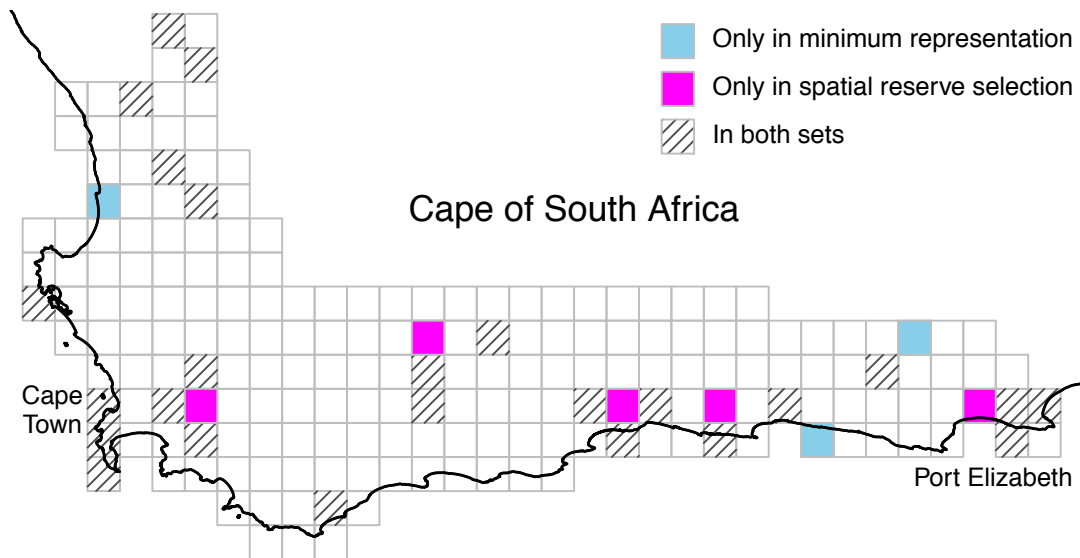 Only in minimum representation
Only in spatial reserve selection
In both sets
Cape of South Africa
Cape
Town
Port Elizabeth